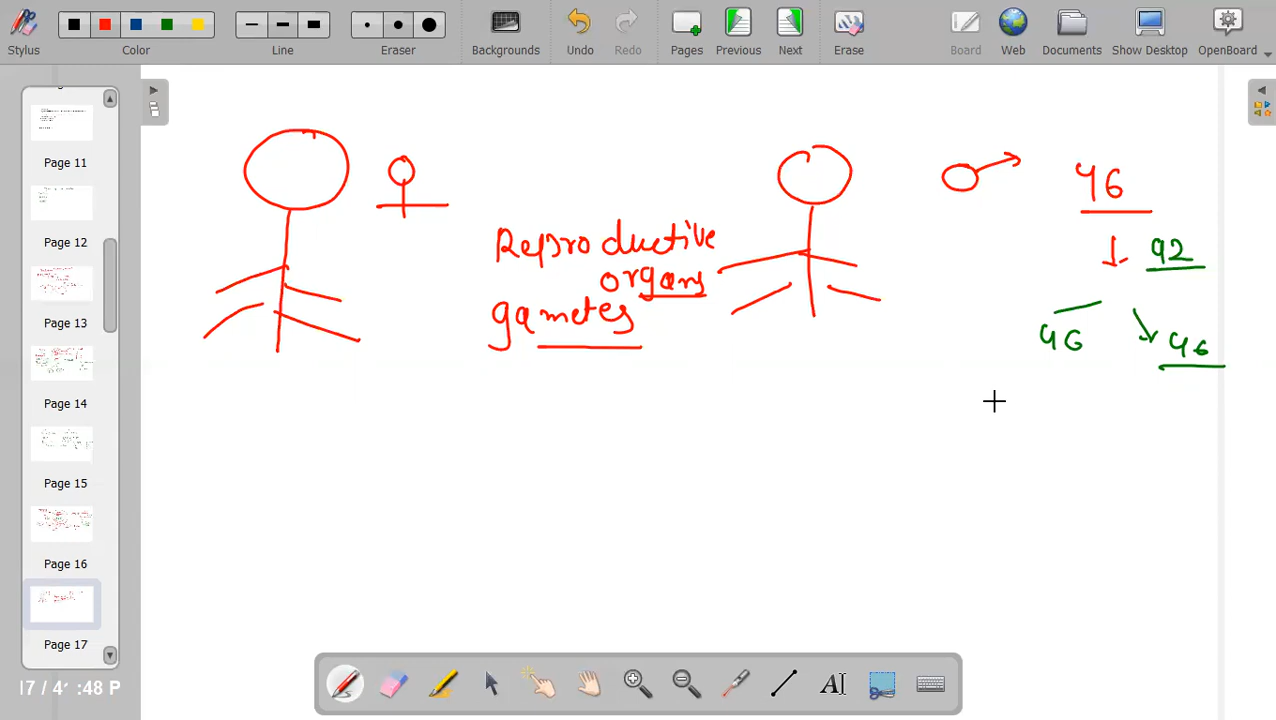 Stylus
Color
Line
Eraser
Backgrounds
Undo
Redo
Pages
Previous
Next
Erase
Board
Web
Documents
Show Desktop
OpenBoard
Page 11
Page 12
Page 13
Page 14
Page 15
Page 16
Page 17
Reproductive
organs
gametes
46
92
46
46
:48 P